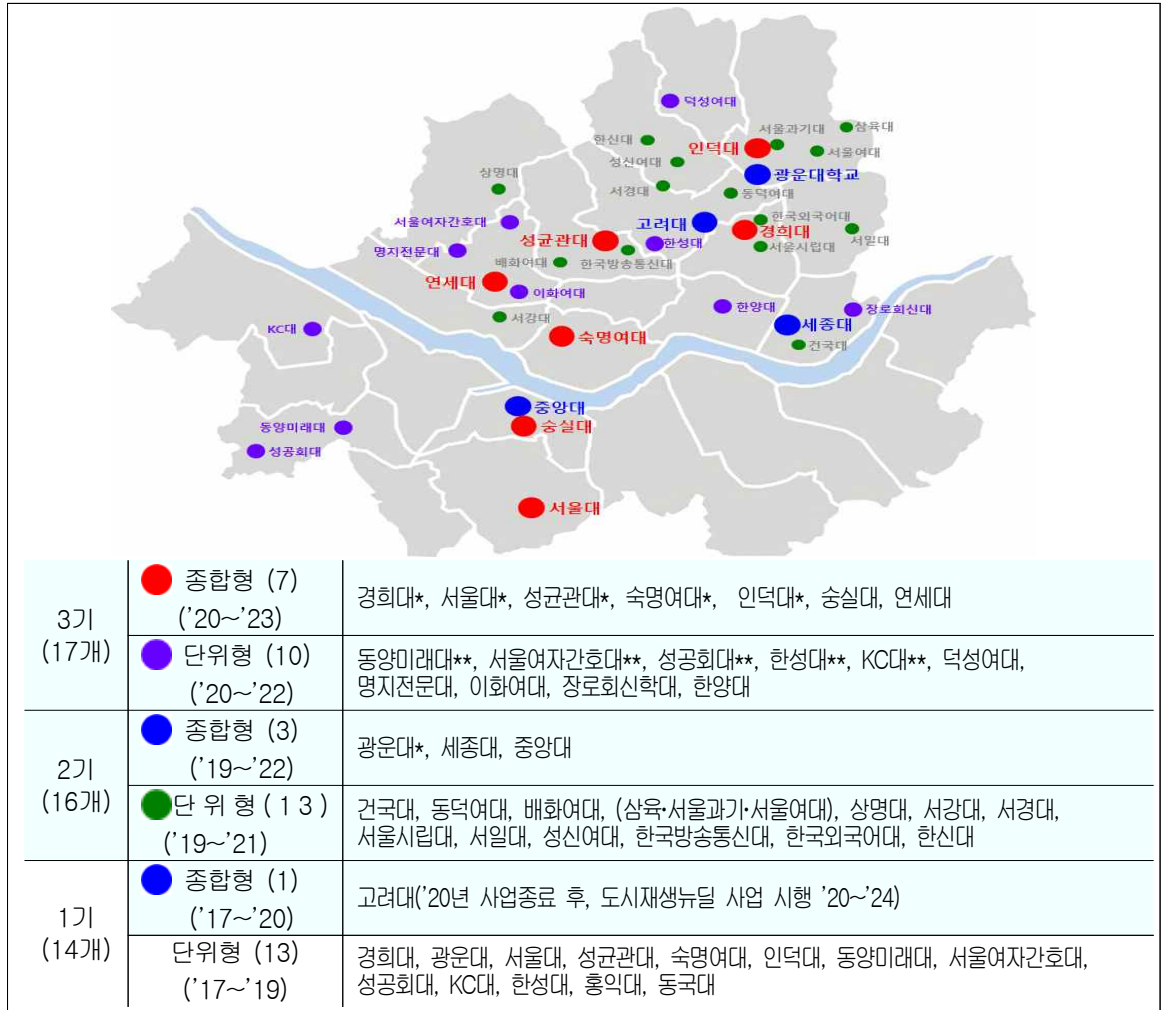 덕성여대
서울과기대
삼육대
한신대
인덕대
서울여대
성신여대
광운대학교
상명대
서경대
동덕여대
서울여자간호대
고려대
한국외국어대
경희대
서일대
명지전문대
성균관대
한성대
서울시립대
배화여대
한국방송통신대
연세대
이화여대
한양대
장로회신대
서강대
세종대
KC대
숙명여대
건국대
중앙대
동양미래대
숭실대
성공회대
서울대
3기
(17개)
종합형 (7)
('20~'23)
경희대*, 서울대*, 성균관대*, 숙명여대*, 인덕대*, 숭실대, 연세대
단위형 (10)
('20~'22)
동양미래대**, 서울여자간호대**, 성공회대**, 한성대**, KC대**, 덕성여대,
명지전문대, 이화여대, 장로회신학대, 한양대
2기
(16개)
종합형 (3)
('19~'22)
광운대*, 세종대, 중앙대
단 위 형 ( 1 3 )
('19~'21)
건국대, 동덕여대, 배화여대, (삼육·서울과기·서울여대), 상명대, 서강대, 서경대,
서울시립대, 서일대, 성신여대, 한국방송통신대, 한국외국어대, 한신대
1기
(14개)
종합형 (1)
('17~'20)
고려대('20년 사업종료 후, 도시재생뉴딜 사업 시행 '20~'24)
단위형 (13)
('17~'19)
경희대, 광운대, 서울대, 성균관대, 숙명여대, 인덕대, 동양미래대, 서울여자간호대,
성공회대, KC대, 한성대, 홍익대, 동국대